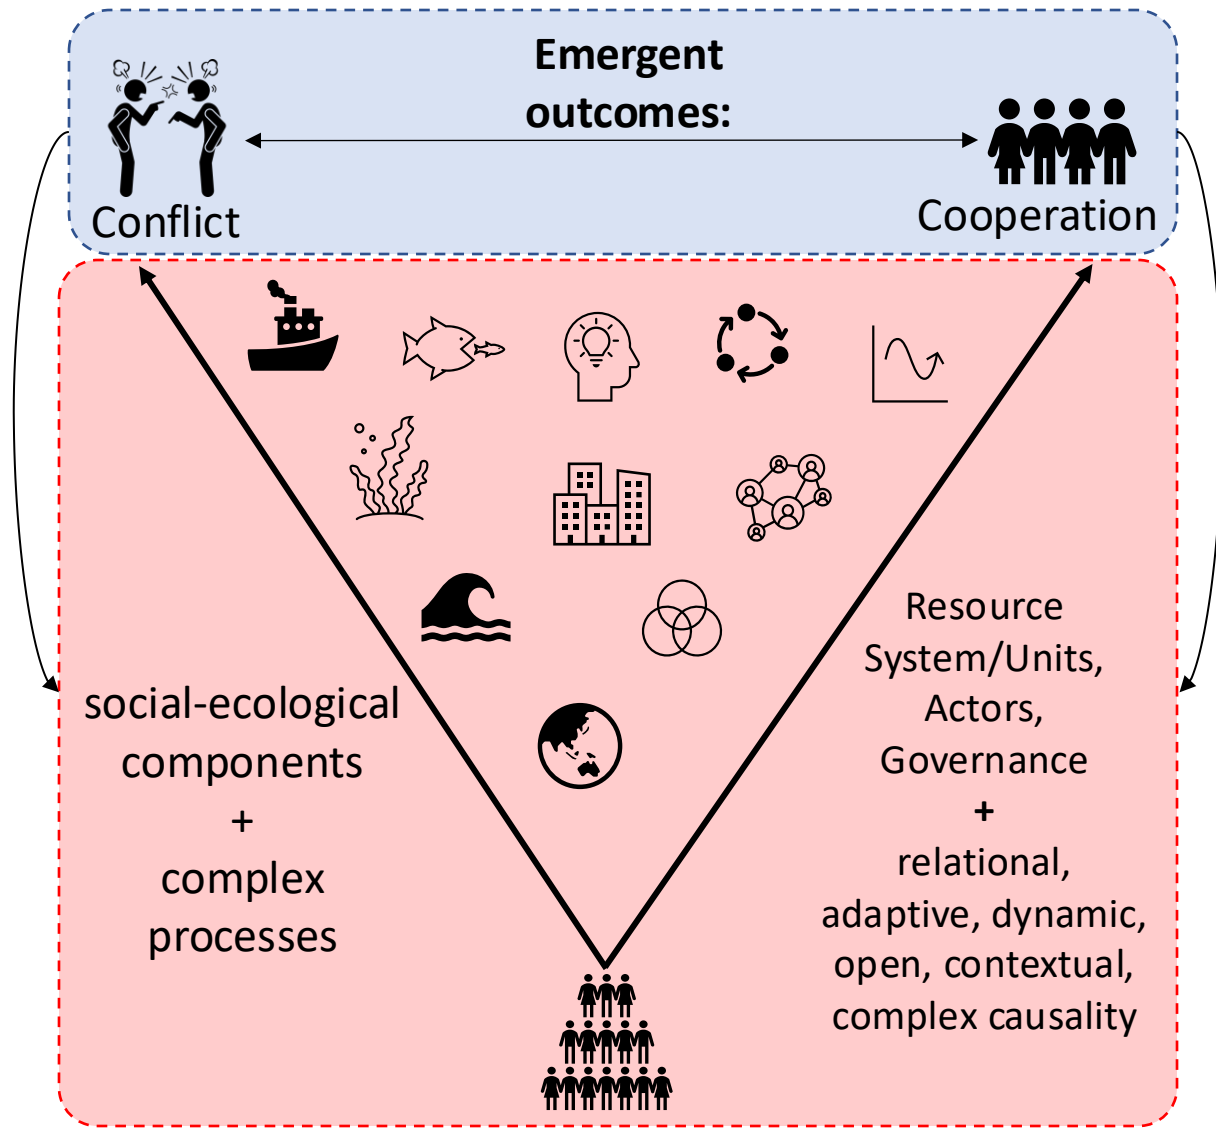 Emergent
outcomes:
Conflict
Cooperation
social-ecological
components
+
complex
processes
Resource
System/Units,
Actors,
Governance
+
relational,
adaptive, dynamic,
open, contextual,
complex causality